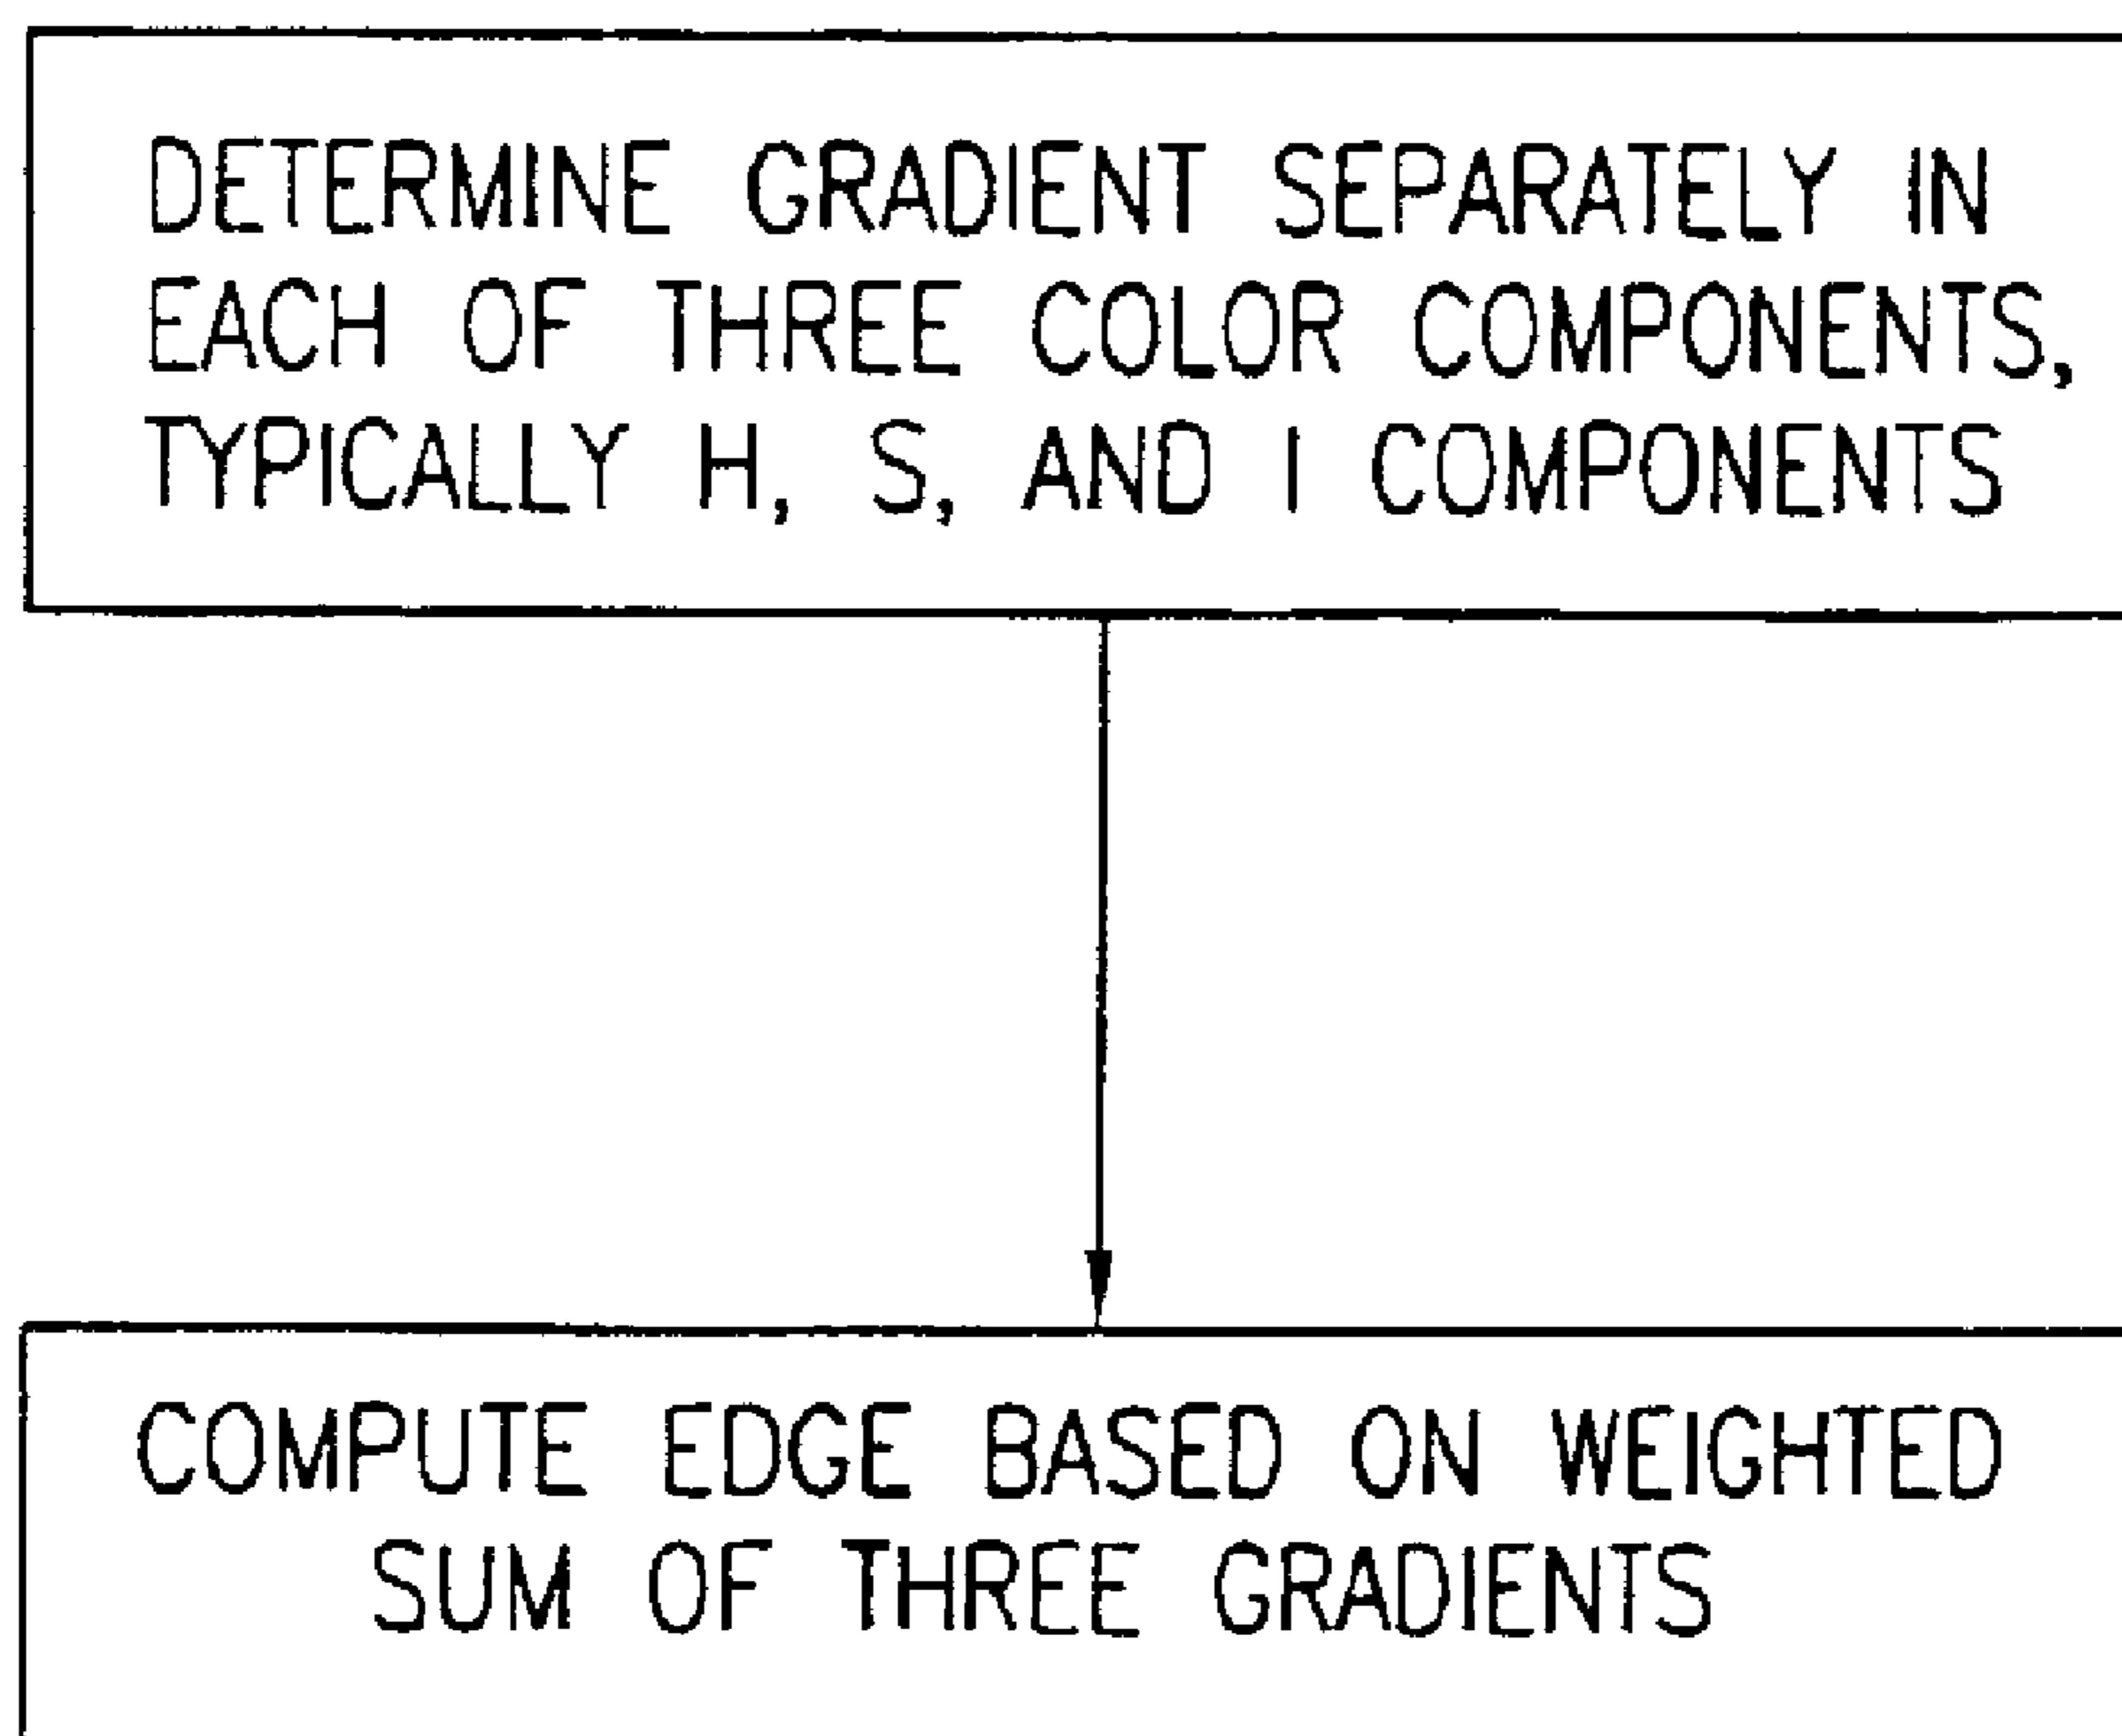 DETERMINE GRADIENT SEPARATELY IN
EACH OF THREE COLOR COMPONENTS,
TYPICALLY H, S, AND I COMPONENTS
COMPUTE EDGE BASED ON WEIGHTED
SUM OF THREE GRADIENTS